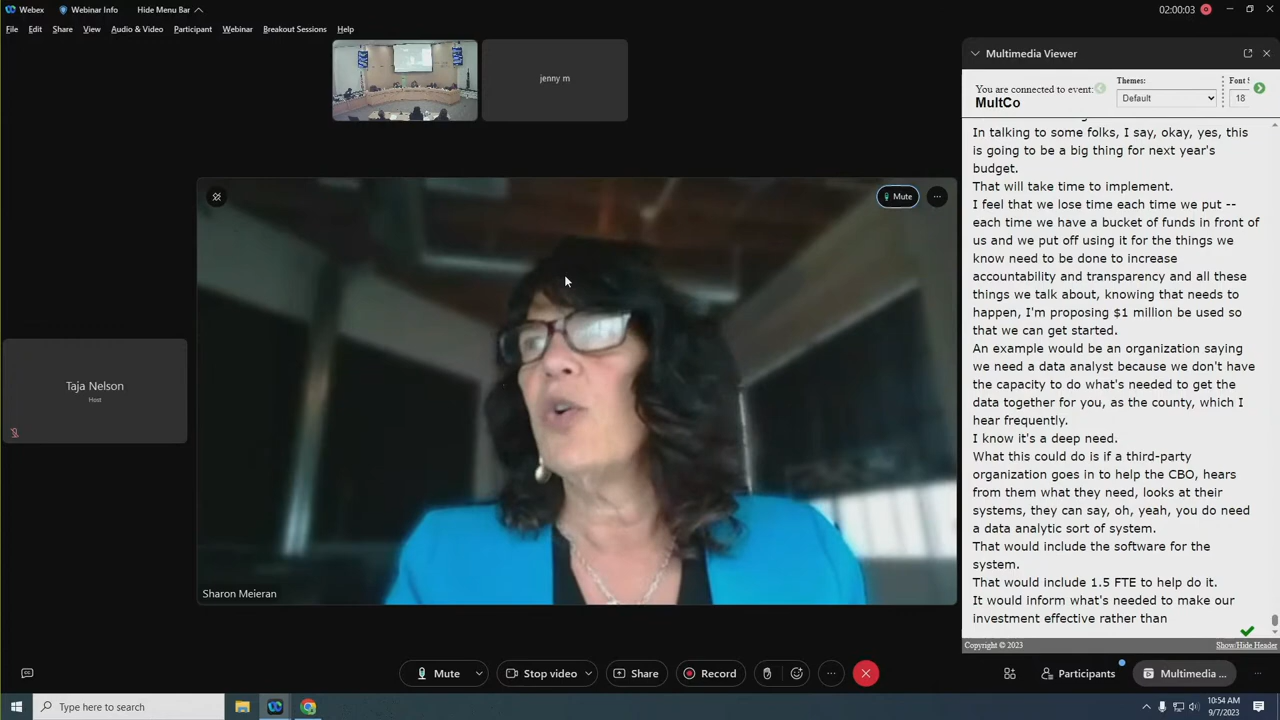 Webex
Webinar Info
Hide Menu Bar
02:00:03
File
Edit
Share
View
Audio & Video
Participant
Webinar
Breakout Sessions
Help
jenny m
Mute
Taja Nelson
Host
Sharon Meieran
Multimedia Viewer
You are connected to event:
MultCo
Themes:
Default
Font S
18
In talking to some folks, I say, okay, yes, this
is going to be a big thing for next year's
budget.
That will take time to implement.
I feel that we lose time each time we put --
each time we have a bucket of funds in front of
us and we put off using it for the things we
know need to be done to increase
accountability and transparency and all these
things we talk about, knowing that needs to
happen, I'm proposing $1 million be used so
that we can get started.
An example would be an organization saying
we need a data analyst because we don't have
the capacity to do what's needed to get the
data together for you, as the county, which I
hear frequently.
I know it's a deep need.
What this could do is if a third-party
organization goes in to help the CBO, hears
from them what they need, looks at their
systems, they can say, oh, yeah, you do need
a data analytic sort of system.
That would include the software for the
system.
That would include 1.5 FTE to help do it.
It would inform what's needed to make our
investment effective rather than
Copyright © 2023
Show/Hide Header
Mute
Stop video
Share
Record
Participants
Multimedia ...
Type here to search
10:54 AM
9/7/2023